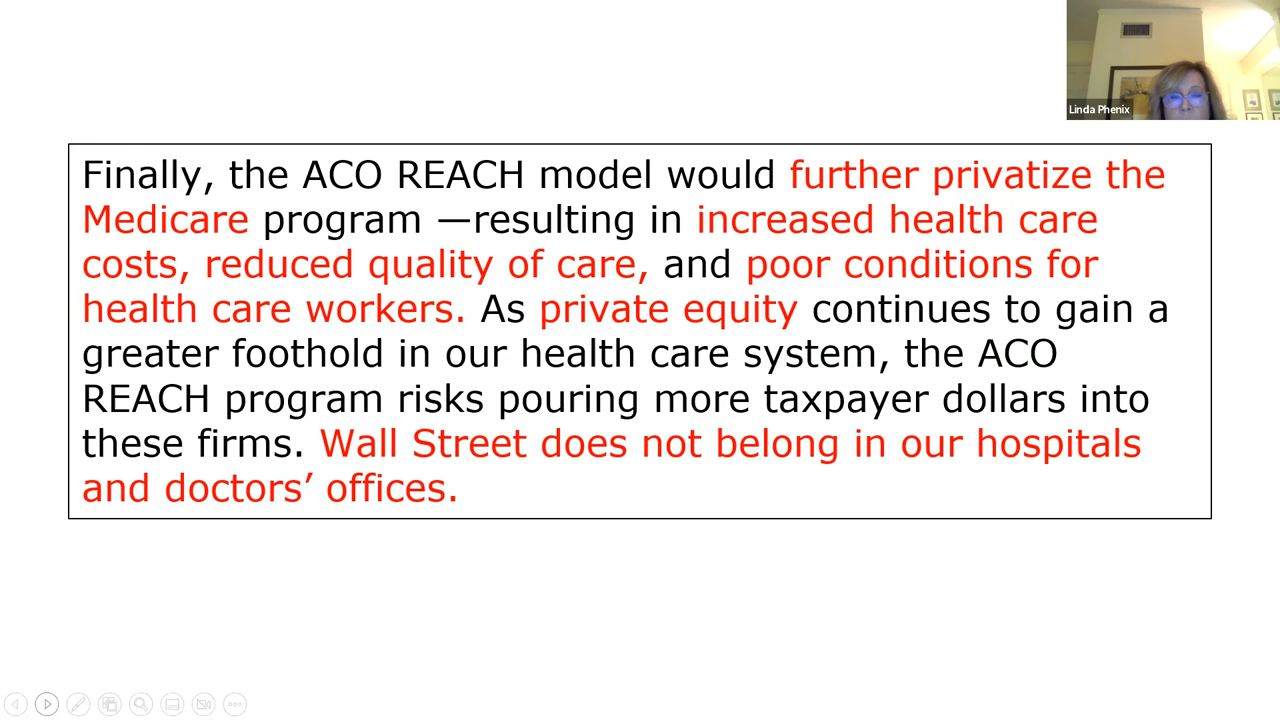 Linda Phenix
Finally, the ACO REACH model would further privatize the
Medicare program —resulting in increased health care
costs, reduced quality of care, and poor conditions for
health care workers. As private equity continues to gain a
greater foothold in our health care system, the ACO
REACH program risks pouring more taxpayer dollars into
these firms. Wall Street does not belong in our hospitals
and doctors’ offices.